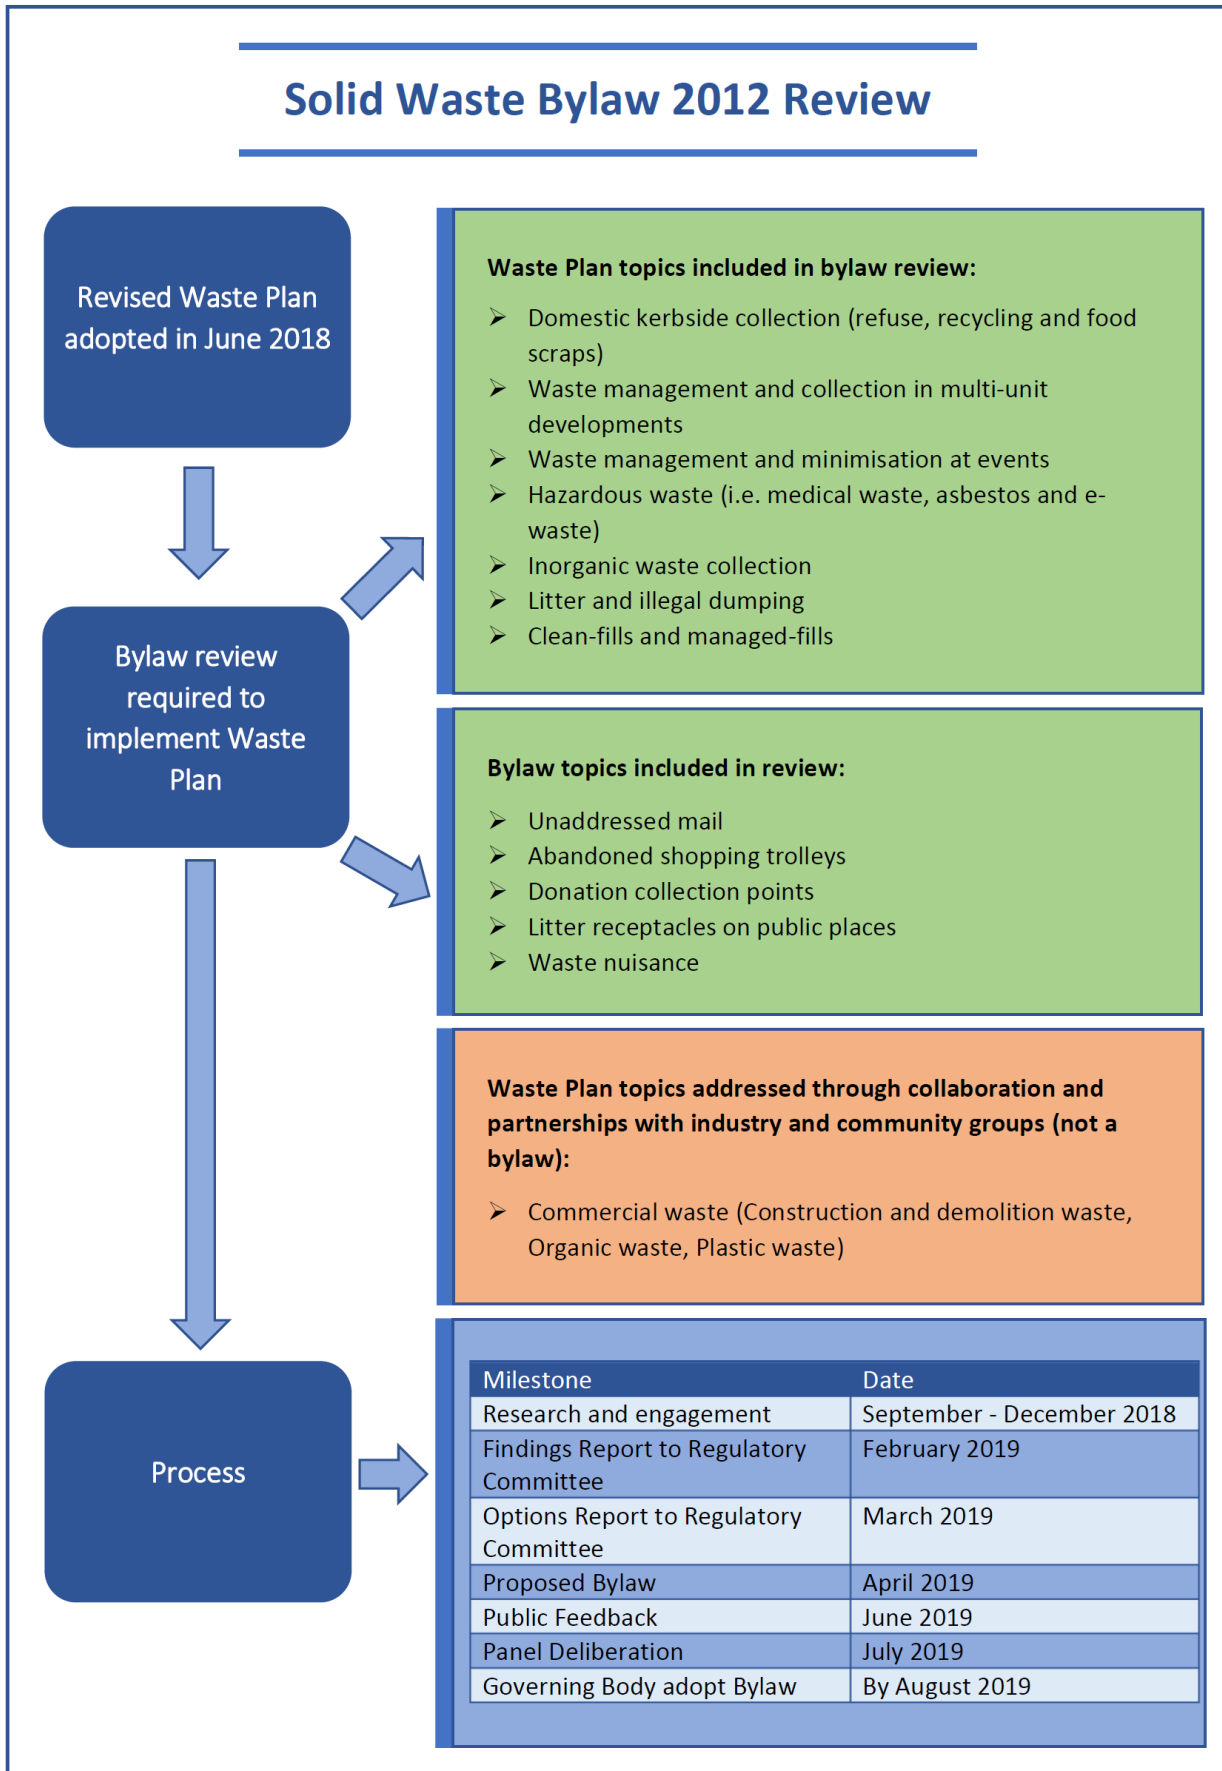 Solid Waste Bylaw 2012 Review
Revised Waste Plan
adopted in June 2018
Bylaw review
required to
implement Waste
Plan
Process
Waste Plan topics included in bylaw review:
➢ Domestic kerbside collection (refuse, recycling and food
scraps)
➢ Waste management and collection in multi-unit
developments
➢ Waste management and minimisation at events
➢ Hazardous waste (i.e. medical waste, asbestos and e-
waste)
➢ Inorganic waste collection
➢ Litter and illegal dumping
➢ Clean-fills and managed-fills
Bylaw topics included in review:
➢ Unaddressed mail
➢ Abandoned shopping trolleys
➢ Donation collection points
➢ Litter receptacles on public places
➢ Waste nuisance
Waste Plan topics addressed through collaboration and
partnerships with industry and community groups (not a
bylaw):
➢ Commercial waste (Construction and demolition waste,
Organic waste, Plastic waste)
Milestone Date
Research and engagement September - December 2018
Findings Report to Regulatory February 2019
Committee
Options Report to Regulatory March 2019
Committee
Proposed Bylaw April 2019
Public Feedback June 2019
Panel Deliberation July 2019
Governing Body adopt Bylaw By August 2019